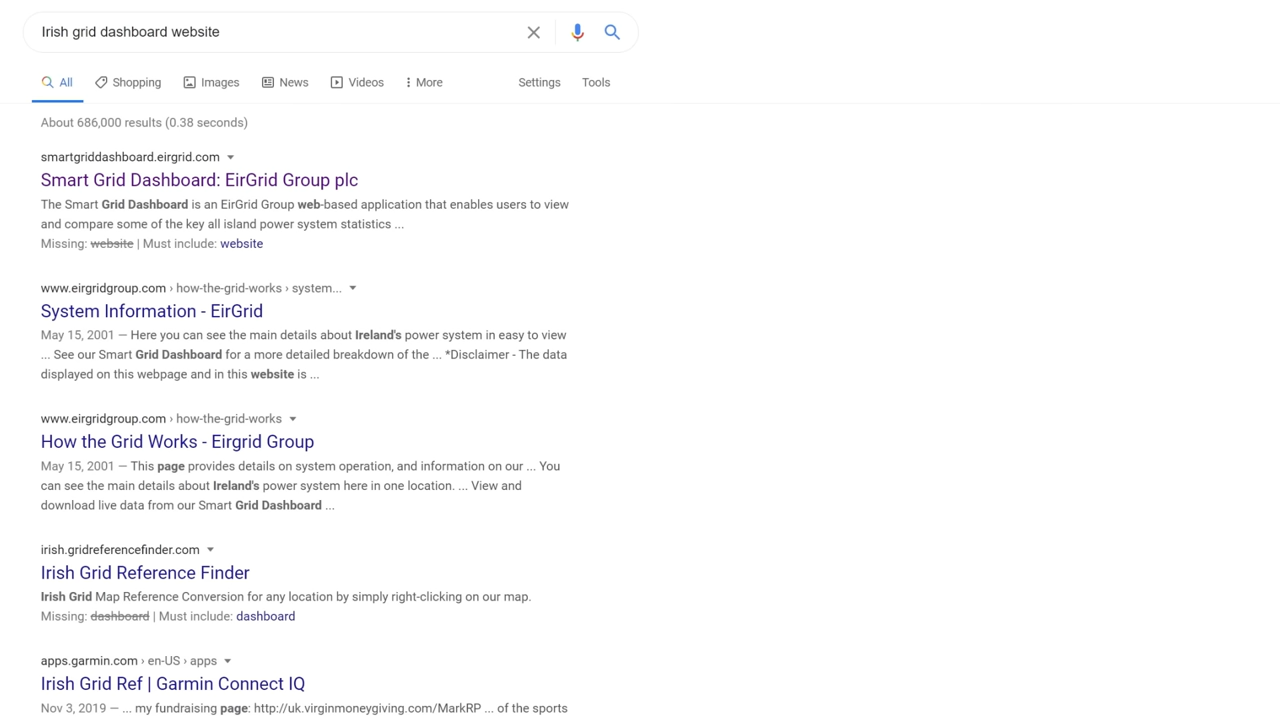 Irish grid dashboard website
All Shopping Images News Videos More Settings Tools
About 686,000 results (0.38 seconds)
smartgriddashboard.eirgrid.com
Smart Grid Dashboard: EirGrid Group plc
The Smart Grid Dashboard is an EirGrid Group web-based application that enables users to view
and compare some of the key all island power system statistics ...
Missing: website | Must include: website
www.eirgridgroup.com › how-the-grid-works › system...
System Information - EirGrid
May 15, 2001 — Here you can see the main details about Ireland's power system in easy to view
... See our Smart Grid Dashboard for a more detailed breakdown of the ... *Disclaimer - The data
displayed on this webpage and in this website is ...
www.eirgridgroup.com › how-the-grid-works
How the Grid Works - Eirgrid Group
May 15, 2001 — This page provides details on system operation, and information on our ... You
can see the main details about Ireland's power system here in one location. ... View and
download live data from our Smart Grid Dashboard ...
irish.gridreferencefinder.com
Irish Grid Reference Finder
Irish Grid Map Reference Conversion for any location by simply right-clicking on our map.
Missing: dashboard | Must include: dashboard
apps.garmin.com › en-US › apps
Irish Grid Ref | Garmin Connect IQ
Nov 3, 2019 — ... my fundraising page: http://uk.virginmoneygiving.com/MarkRP ... of the sports